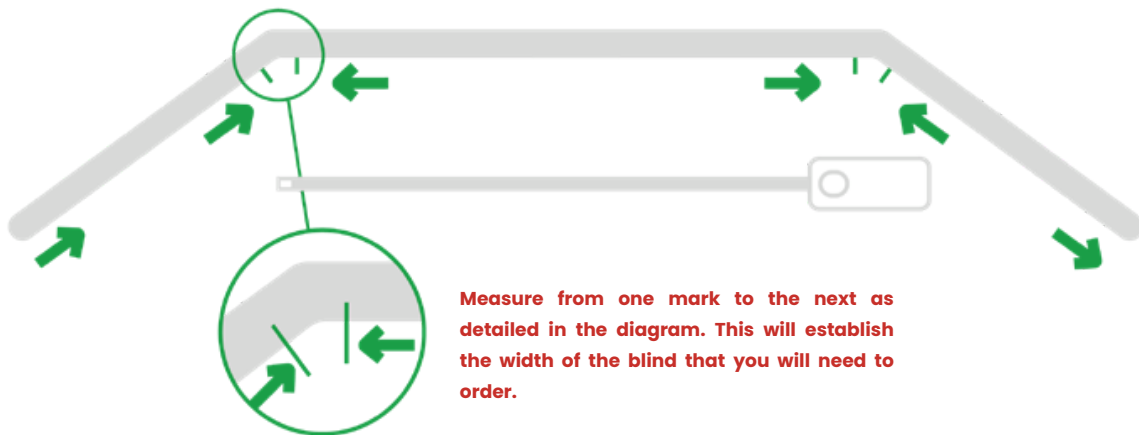 Measure from one mark to the next as
detailed in the diagram. This will establish
the width of the blind that you will need to
order.